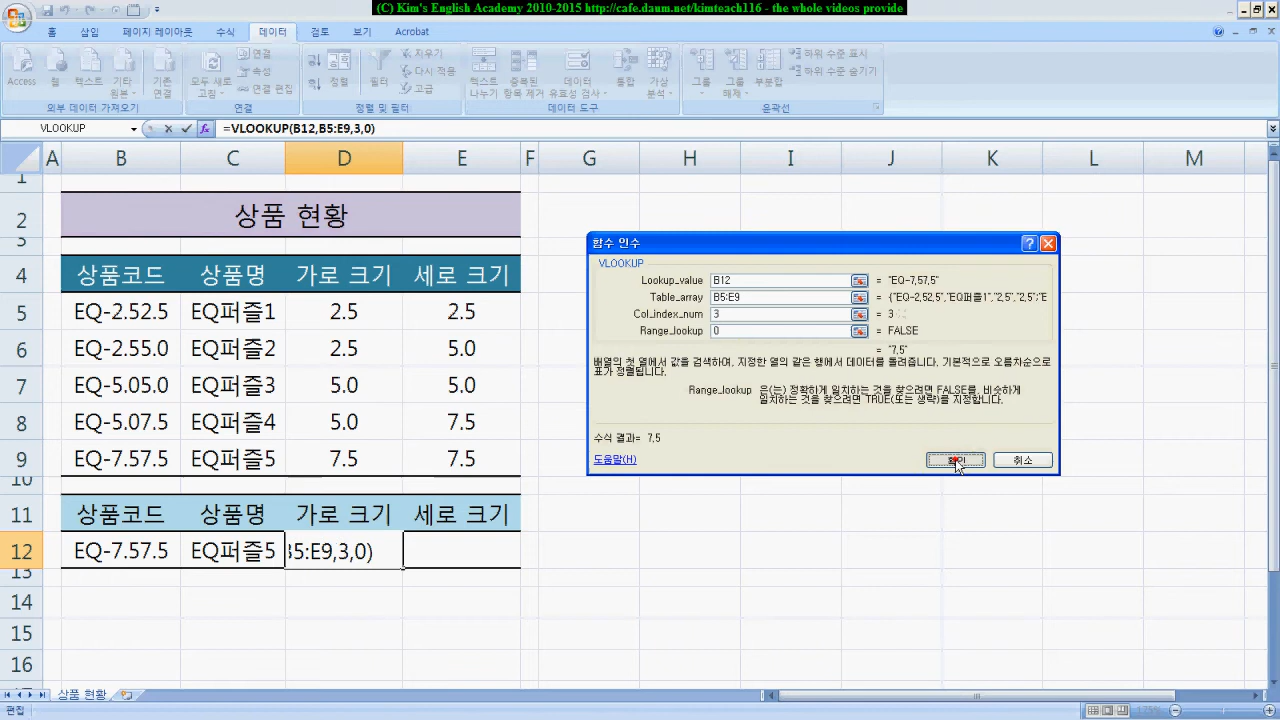 (C) Kim's English Academy 2010-2015 http://cafe.daum.net/kimteach116 - the whole videos provide
홈 삽입 페이지 레이아웃 수식 데이터 검토 보기 Acrobat
Access 웹 텍스트 기타 원본 기존 연결
모두 새로 고침 연결 속성 연결 편집
정렬 필터 지우기 다시 적용 고급
텍스트 나누기 중복된 항목 제거 데이터 유효성 검사 통합 가상 분석
그룹 그룹 해제 부분합 하위 수준 표시 하위 수준 숨기기
외부 데이터 가져오기 연결 정렬 및 필터 데이터 도구 윤곽선
VLOOKUP =VLOOKUP(B12,B5:E9,3,0)
A B C D E F G H I J K L M
1
2 상품 현황
3
4 상품코드 상품명 가로 크기 세로 크기
5 EQ-2.52.5 EQ퍼즐1 2.5 2.5
6 EQ-2.55.0 EQ퍼즐2 2.5 5.0
7 EQ-5.05.0 EQ퍼즐3 5.0 5.0
8 EQ-5.07.5 EQ퍼즐4 5.0 7.5
9 EQ-7.57.5 EQ퍼즐5 7.5 7.5
10
11 상품코드 상품명 가로 크기 세로 크기
12 EQ-7.57.5 EQ퍼즐5 B5:E9,3,0)
13
14
15
16
함수 인수
VLOOKUP
Lookup_value B12 = "EQ-7.57.5"
Table_array B5:E9 = {"EQ-2.52.5","EQ퍼즐1","2.5","2.5";"E
Col_index_num 3 = 3
Range_lookup 0 = FALSE
= "7.5"
배열의 첫 열에서 값을 검색하여, 지정한 열의 같은 행에서 데이터를 돌려줍니다. 기본적으로 오름차순으로
표가 정렬됩니다.
Range_lookup 은(는) 정확하게 일치하는 것을 찾으려면 FALSE를, 비슷하게
일치하는 것을 찾으려면 TRUE(또는 생략)를 지정합니다.
수식 결과= 7.5
도움말(H) 취소
상품 현황
편집 175%